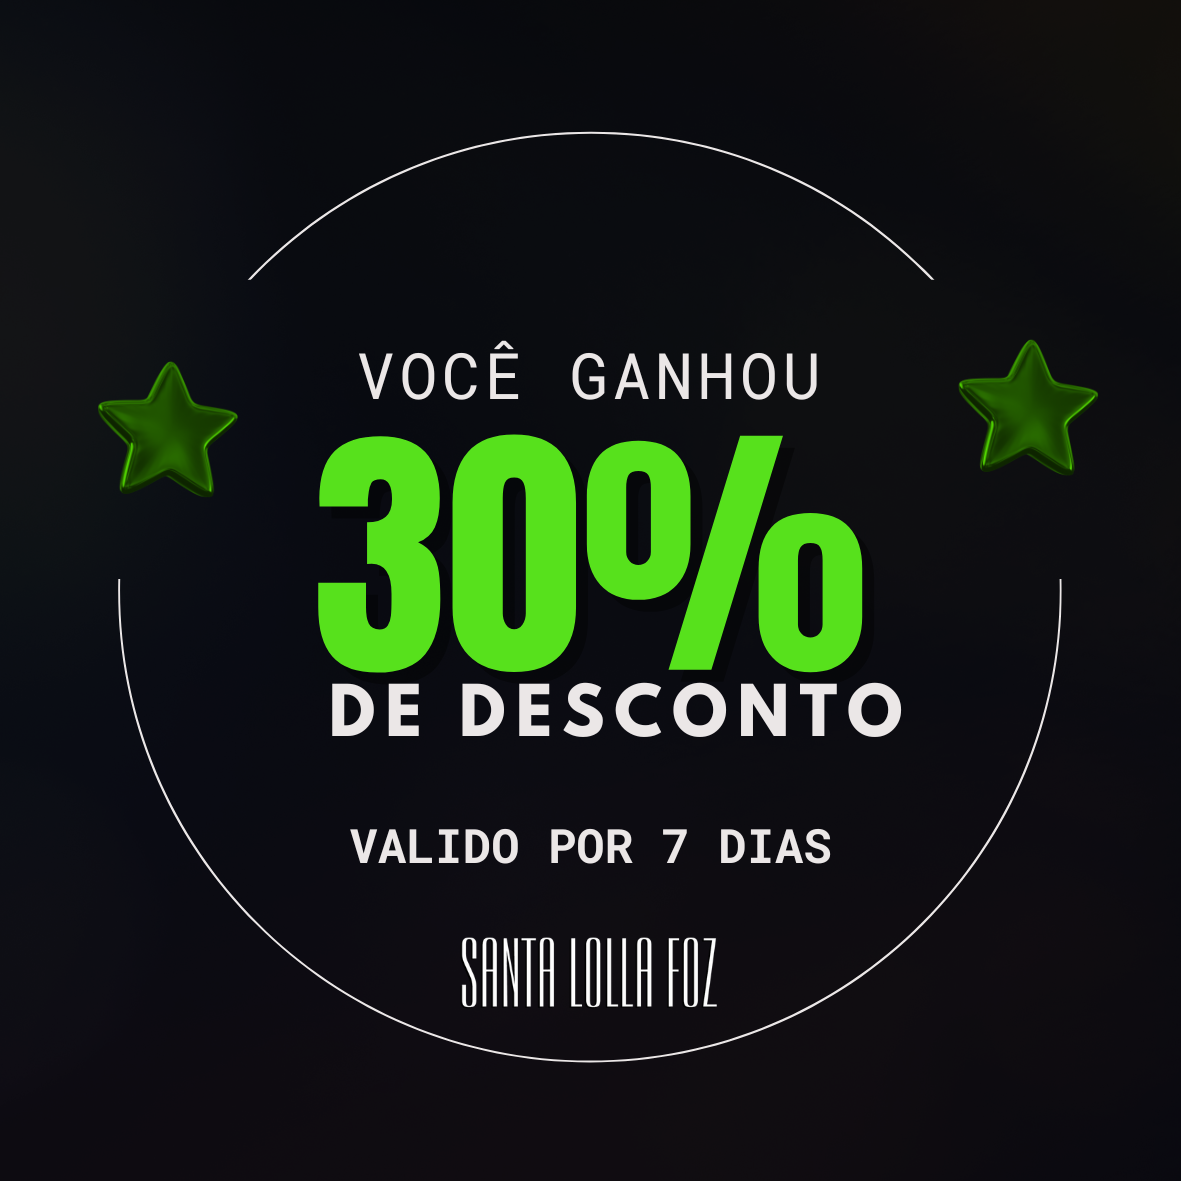 VOCÊ GANHOU
30%
DE DESCONTO
VALIDO POR 7 DIAS
SANTA LOLLA FOZ